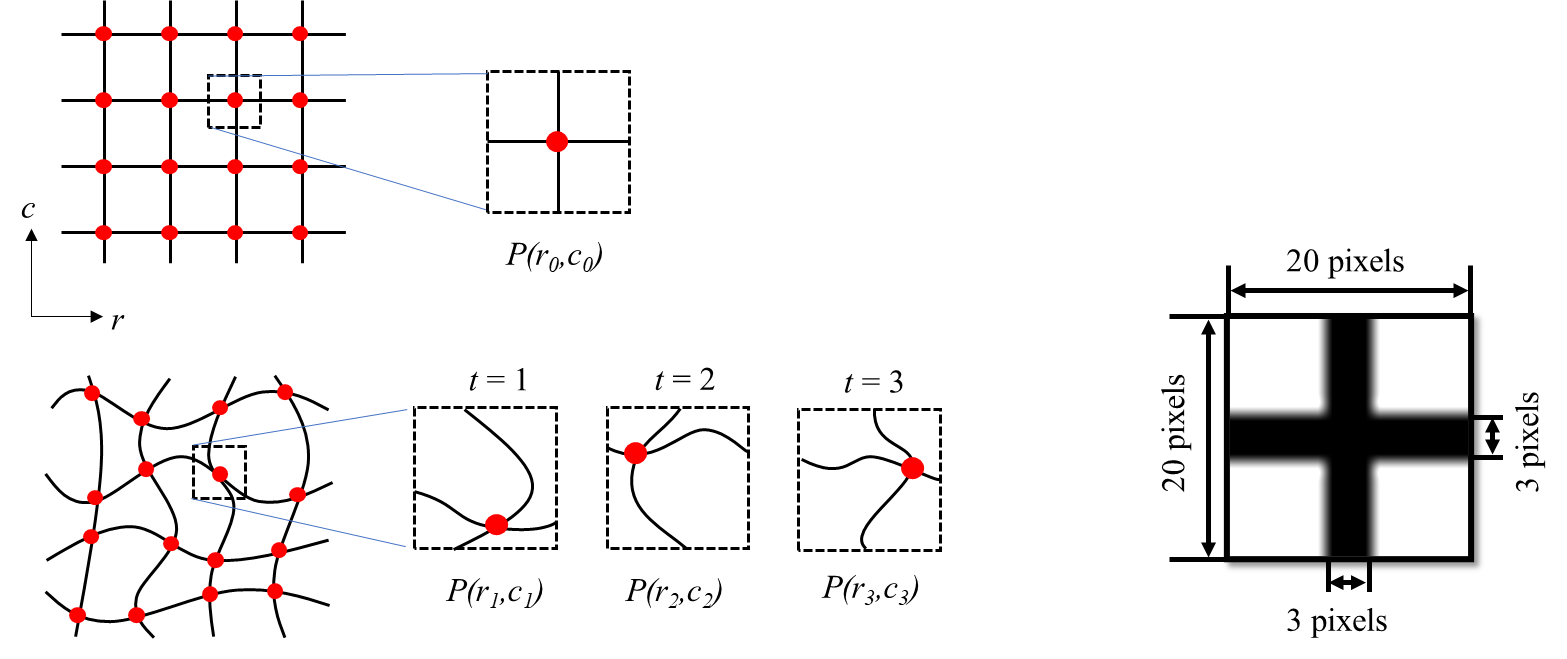 c
r
P(r0,c0)
t = 1
t = 2
t = 3
P(r1,c1)
P(r2,c2)
P(r3,c3)
20 pixels
20 pixels
3 pixels
3 pixels